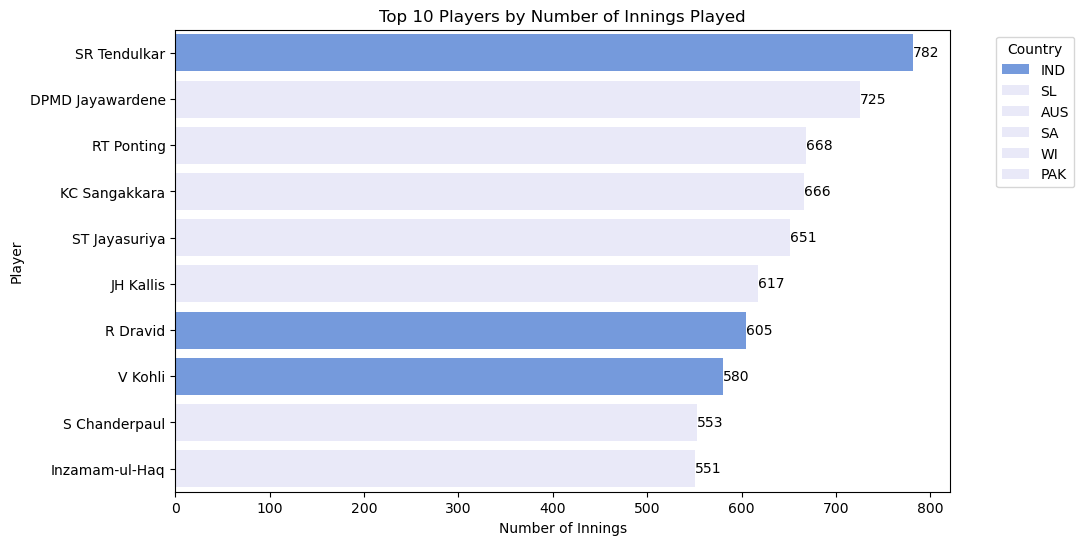 Top 10 Players by Number of Innings Played
Player
SR Tendulkar 782
DPMD Jayawardene 725
RT Ponting 668
KC Sangakkara 666
ST Jayasuriya 651
JH Kallis 617
R Dravid 605
V Kohli 580
S Chanderpaul 553
Inzamam-ul-Haq 551
0 100 200 300 400 500 600 700 800
Number of Innings
Country
IND
SL
AUS
SA
WI
PAK